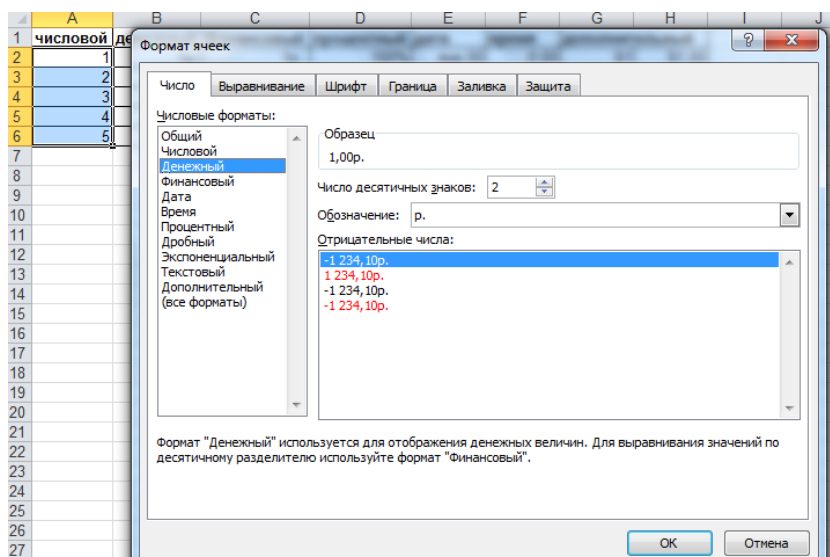 A B C D E F G H I J
1 числовой де
2 1
3 2
4 3
5 4
6 5
7
8
9
10
11
12
13
14
15
16
17
18
19
20
21
22
23
24
25
26
27
Формат ячеек
Число Выравнивание Шрифт Граница Заливка Защита
Числовые форматы:
Общий
Числовой
Денежный
Финансовый
Дата
Время
Процентный
Дробный
Экспоненциальный
Текстовый
Дополнительный
(все форматы)
Образец
1,00р.
Число десятичных знаков: 2
Обозначение: р.
Отрицательные числа:
-1 234,10р.
1 234,10р.
-1 234,10р.
-1 234,10р.
Формат "Денежный" используется для отображения денежных величин. Для выравнивания значений по
десятичному разделителю используйте формат "Финансовый".
ОК Отмена